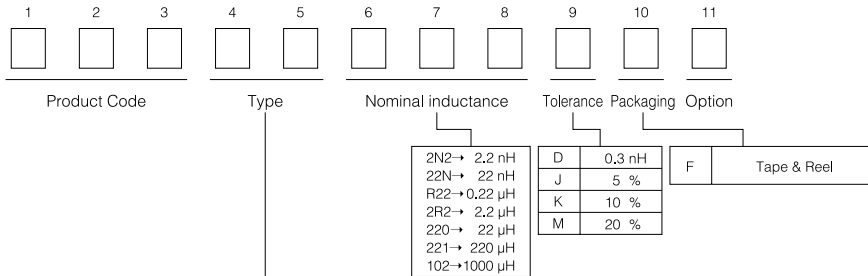 1 2 3 4 5 6 7 8 9 10 11
Product Code Type Nominal inductance Tolerance Packaging Option
2N2→ 2.2 nH
22N→ 22 nH
R22→0.22 µH
2R2→ 2.2 µH
220→ 22 µH
221→ 220 µH
102→1000 µH
D 0.3 nH
J 5 %
K 10 %
M 20 %
F Tape & Reel